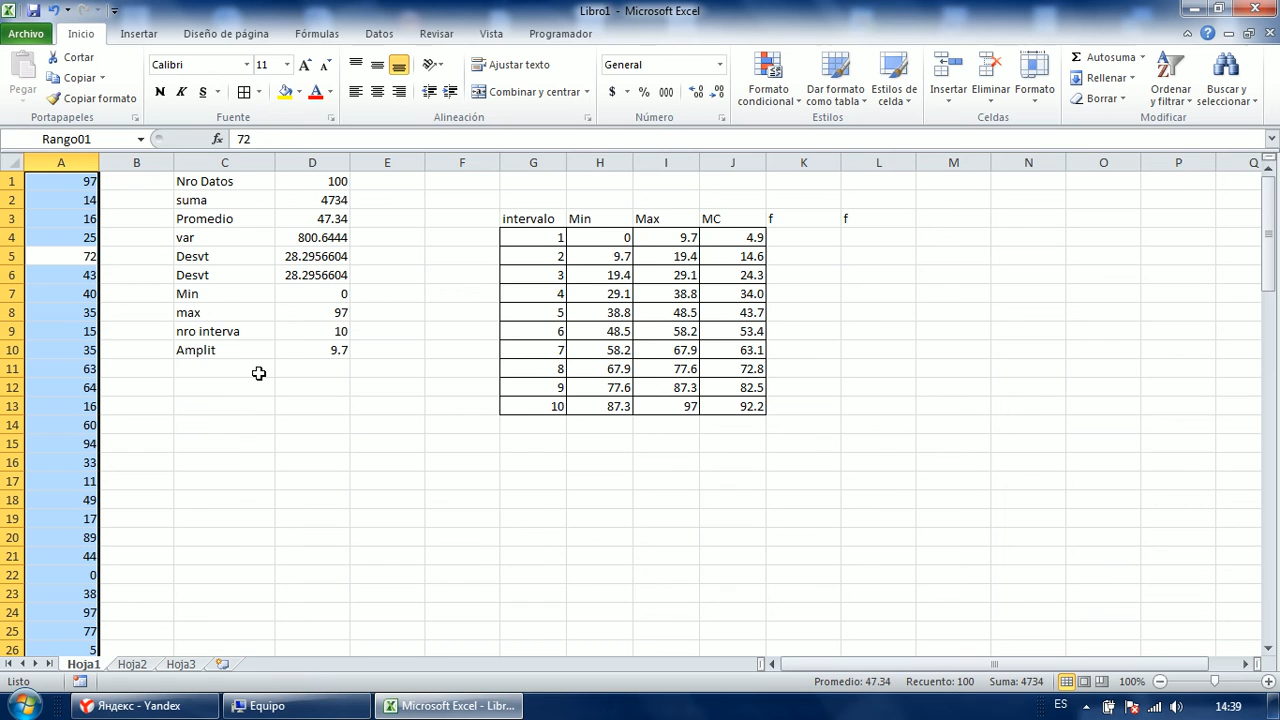 Libro1 - Microsoft Excel
Archivo Inicio Insertar Diseño de página Fórmulas Datos Revisar Vista Programador
Pegar
Cortar
Copiar
Copiar formato
Portapapeles
Calibri 11
N K S
Fuente
Ajustar texto
Combinar y centrar
Alineación
General
$ % 000
Número
Formato condicional
Dar formato como tabla
Estilos de celda
Estilos
Insertar Eliminar Formato
Celdas
Autosuma
Rellenar
Borrar
Ordenar y filtrar
Buscar y seleccionar
Modificar
Rango01 fx 72
A B C D E F G H I J K L M N O P Q
1 97 Nro Datos 100
2 14 suma 4734
3 16 Promedio 47.34 intervalo Min Max MC f f
4 25 var 800.6444 1 0 9.7 4.9
5 72 Desvt 28.2956604 2 9.7 19.4 14.6
6 43 Desvt 28.2956604 3 19.4 29.1 24.3
7 40 Min 0 4 29.1 38.8 34.0
8 35 max 97 5 38.8 48.5 43.7
9 15 nro interva 10 6 48.5 58.2 53.4
10 35 Amplit 9.7 7 58.2 67.9 63.1
11 63 8 67.9 77.6 72.8
12 64 9 77.6 87.3 82.5
13 16 10 87.3 97 92.2
14 60
15 94
16 33
17 11
18 49
19 17
20 89
21 44
22 0
23 38
24 97
25 77
26 5
Hoja1 Hoja2 Hoja3
Listo Promedio: 47.34 Recuento: 100 Suma: 4734 100%
Яндекс - Yandex Equipo Microsoft Excel - Libr... ES 14:39